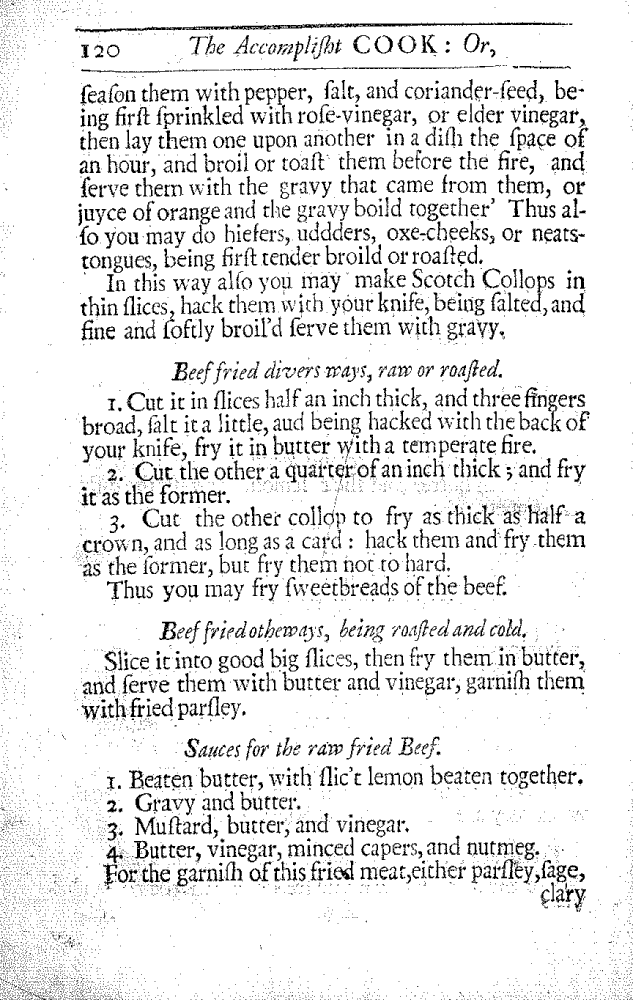 120 The Accompliſht COOK: Or,
ſeaſon them with pepper, ſalt, and coriander-ſeed, be-
ing firſt ſprinkled with roſe-vinegar, or elder vinegar,
then lay them one upon another in a diſh the ſpace of
an hour, and broil or toaſt them before the fire, and
ſerve them with the gravy that came from them, or
juyce of orange and the gravy boild together’ Thus al-
ſo you may do hiefers, uddders, oxe-cheeks, or neats-
tongues, being firſt tender broild or roaſted.
In this way alſo you may make Scotch Collops in
thin ſlices, hack them with your knife, being ſalted, and
fine and ſoftly broil'd ſerve them with gravy.
Beef fried divers ways, raw or roaſted.
1. Cut it in ſlices half an inch thick, and three fingers
broad, ſalt it a little, aud being hacked with the back of
your knife, fry it in butter with a temperate fire.
2. Cut the other a quarter of an inch thick; and fry
it as the former.
3. Cut the other collop to fry as thick as half a
crown, and as long as a card: hack them and fry them
as the former, but fry them not to hard.
Thus you may fry ſweetbreads of the beef.
Beef fried otheways, being roaſted and cold.
Slice it into good big ſlices, then fry them in butter,
and ſerve them with butter and vinegar, garniſh them
with fried parſley.
Sauces for the raw fried Beef.
1. Beaten butter, with ſlic't lemon beaten together.
2. Gravy and butter.
3. Muſtard, butter, and vinegar.
4. Butter, vinegar, minced capers, and nutmeg.
For the garniſh of this fried meat, either parſley, ſage,
clary